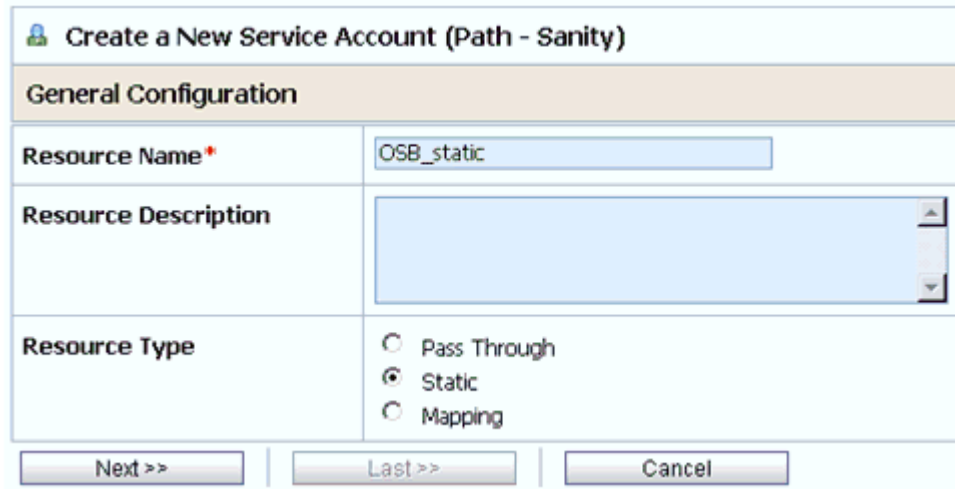 Create a New Service Account (Path - Sanity)
General Configuration
Resource Name*
OSB_static
Resource Description
Resource Type
Pass Through
Static
Mapping
Next >>
Last >>
Cancel